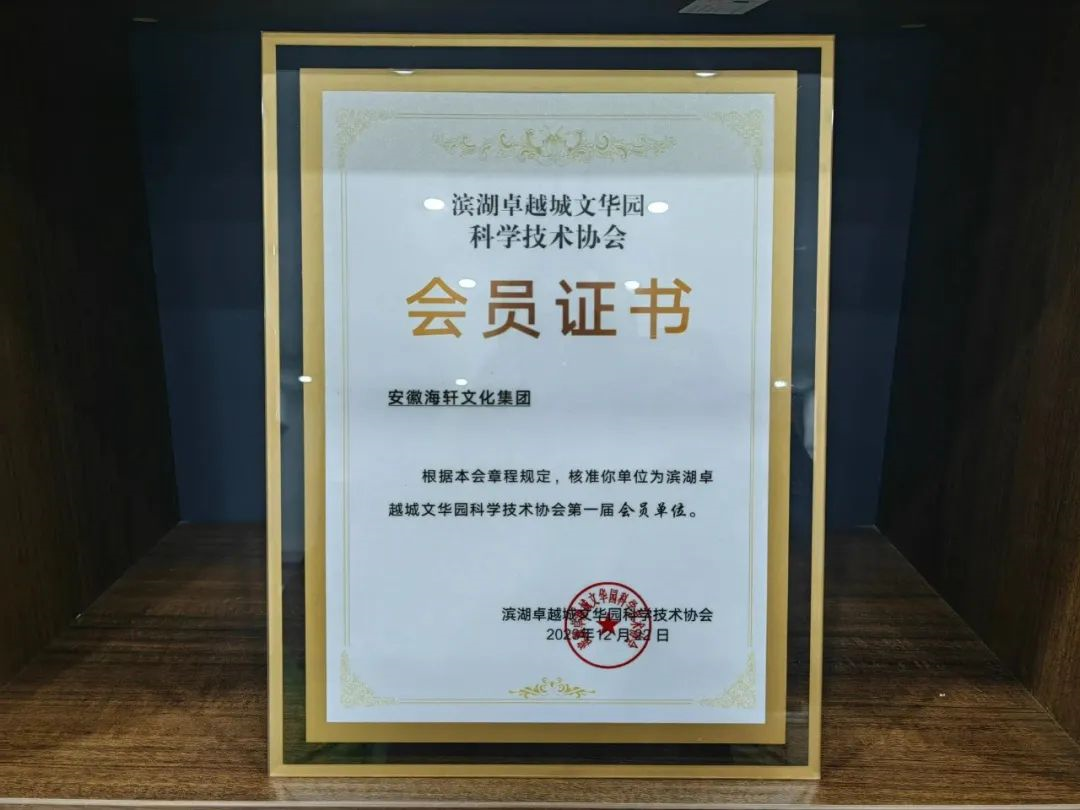 滨湖卓越城文华园
科学技术协会
会员证书
安徽海轩文化集团
根据本会章程规定，核准你单位为滨湖卓
越城文华园科学技术协会第一届会员单位。
滨湖卓越城文华园科学技术协会
年12月22日